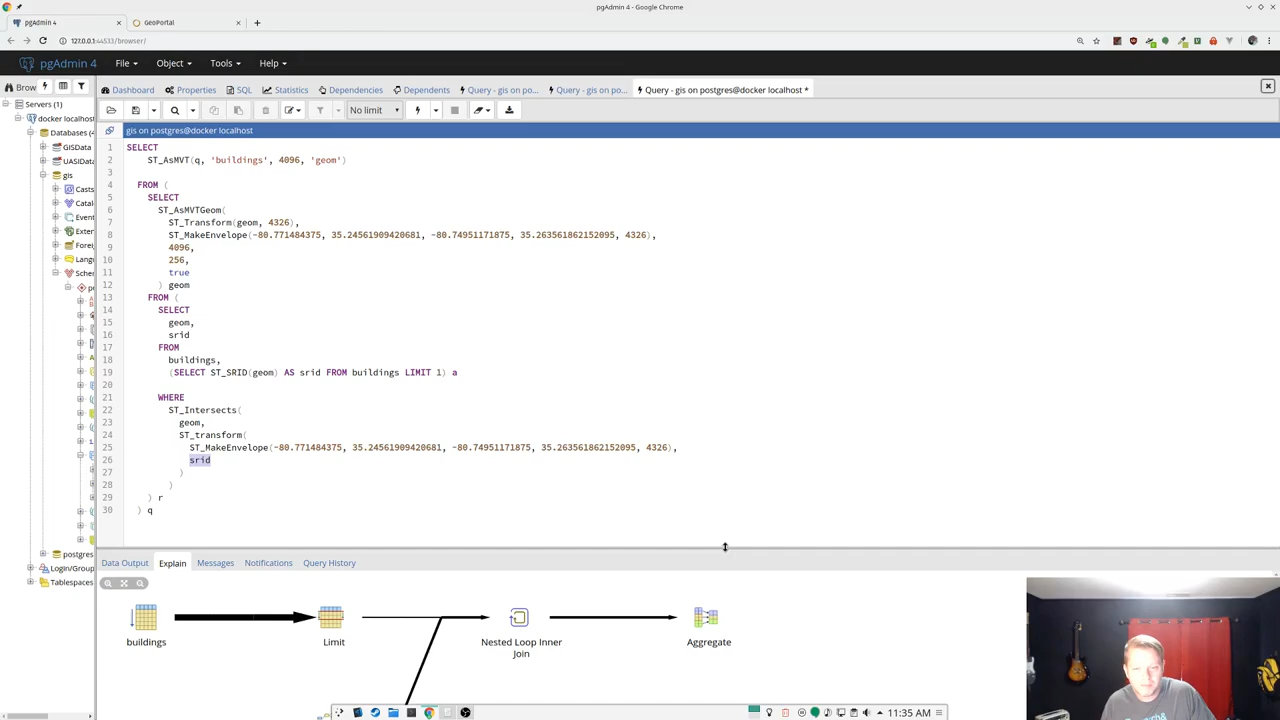 pgAdmin 4 - Google Chrome
pgAdmin 4
GeoPortal
127.0.0.1:44533/browser/
pgAdmin 4 File Object Tools Help
Brow
Dashboard Properties SQL Statistics Dependencies Dependents Query - gis on po... Query - gis on po... Query - gis on postgres@docker localhost *
No limit
gis on postgres@docker localhost
Servers (1)
docker localh
Databases (4
GISData
UASIData
gis
Casts
Catal
Event
Exter
Forei
Lang
Schem
p
postgres
Login/Group
Tablespaces
1 SELECT
2 ST_AsMVT(q, 'buildings', 4096, 'geom')
3
4 FROM (
5 SELECT
6 ST_AsMVTGeom(
7 ST_Transform(geom, 4326),
8 ST_MakeEnvelope(-80.771484375, 35.24561909420681, -80.74951171875, 35.263561862152095, 4326),
9 4096,
10 256,
11 true
12 ) geom
13 FROM (
14 SELECT
15 geom,
16 srid
17 FROM
18 buildings,
19 (SELECT ST_SRID(geom) AS srid FROM buildings LIMIT 1) a
20
21 WHERE
22 ST_Intersects(
23 geom,
24 ST_transform(
25 ST_MakeEnvelope(-80.771484375, 35.24561909420681, -80.74951171875, 35.263561862152095, 4326),
26 srid
27 )
28 )
29 ) r
30 ) q
Data Output Explain Messages Notifications Query History
buildings
Limit
Nested Loop Inner
Join
Aggregate
11:35 AM